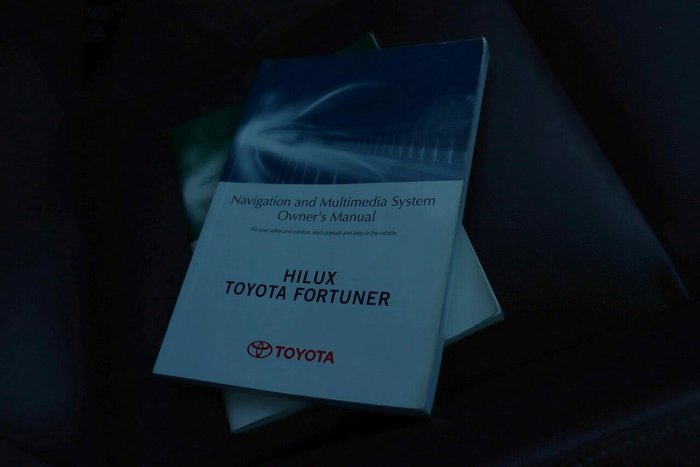 Navigation and Multimedia System
Owner's Manual
For your safety and comfort, read carefully and keep in the vehicle.
HILUX
TOYOTA FORTUNER
TOYOTA